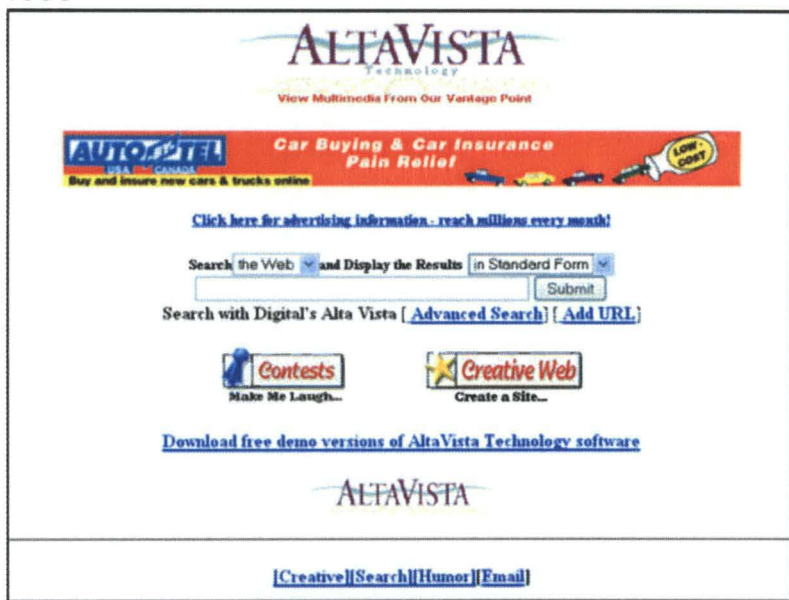 ALTAVISTA
Technology
View Multimedia From Our Vantage Point
AUTO TEL
USA CANADA
Buy and insure new cars & trucks online
Car Buying & Car Insurance
Pain Relief
LOW-
COST
Click here for advertising information - reach millions every month!
Search the Web and Display the Results in Standard Form
Submit
Search with Digital's Alta Vista [ Advanced Search] [ Add URL]
Contests
Make Me Laugh...
Creative Web
Create a Site...
Download free demo versions of AltaVista Technology software
ALTAVISTA
[Creative][Search][Humor][Email]